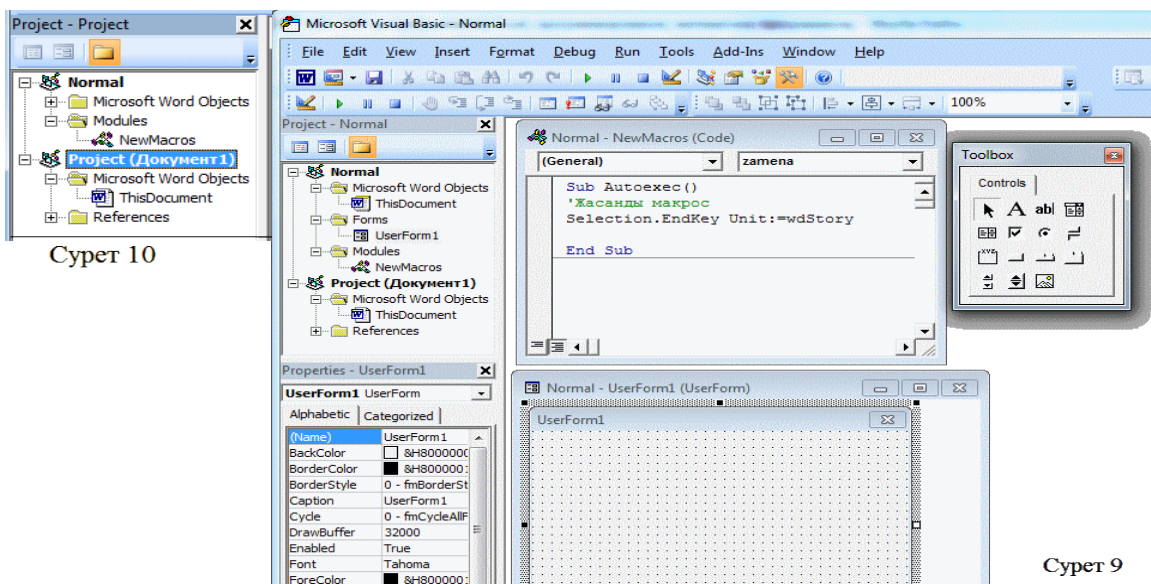 Project - Project
Normal
Microsoft Word Objects
Modules
NewMacros
Project (Документ1)
Microsoft Word Objects
ThisDocument
References
Сурет 10
Microsoft Visual Basic - Normal
File Edit View Insert Format Debug Run Tools Add-Ins Window Help
100%
Project - Normal
Normal
Microsoft Word Objects
ThisDocument
Forms
UserForm1
Modules
NewMacros
Project (Документ1)
Microsoft Word Objects
ThisDocument
References
Properties - UserForm1
UserForm1 UserForm
Alphabetic Categorized
(Name) UserForm1
BackColor &H8000000
BorderColor &H8000001
BorderStyle 0 - fmBorderSt
Caption UserForm1
Cycle 0 - fmCycleAllF
DrawBuffer 32000
Enabled True
Font Tahoma
ForeColor &H8000001
Normal - NewMacros (Code)
(General) zamena
Sub Autoexec()
'Жасанды макрос
Selection.EndKey Unit:=wdStory
End Sub
Toolbox
Controls
A ab
xyz
Normal - UserForm1 (UserForm)
UserForm1
Сурет 9